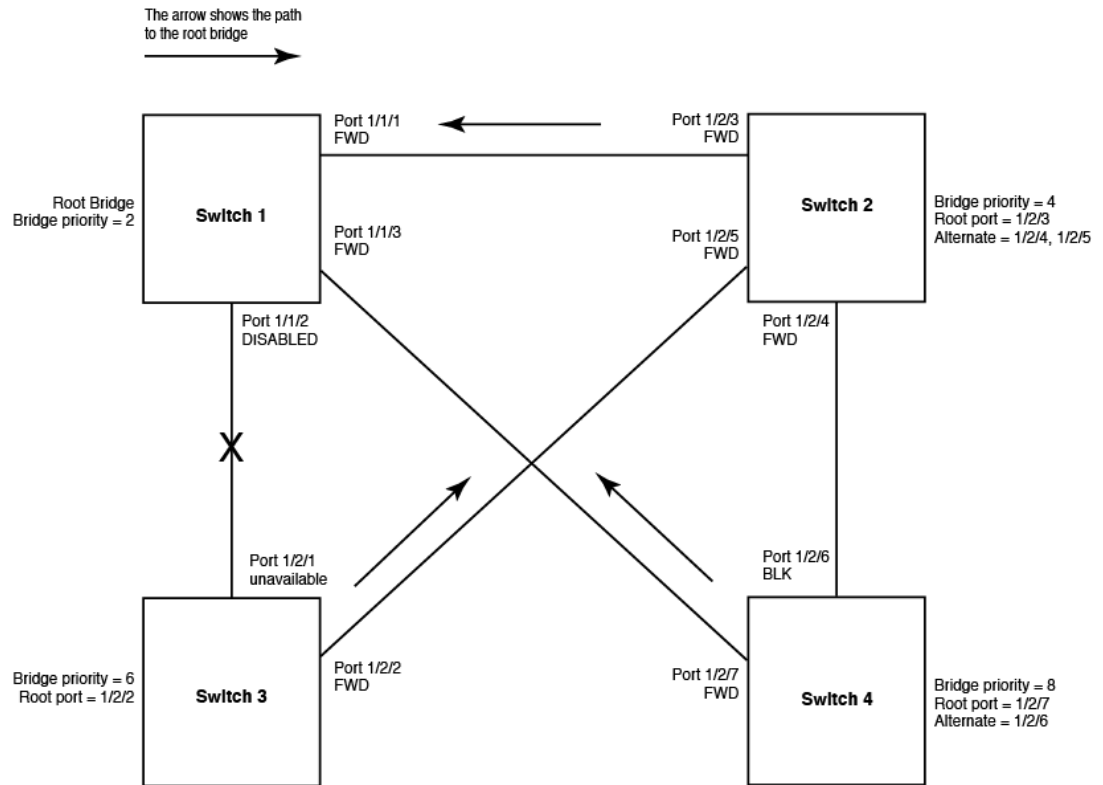 The arrow shows the path
to the root bridge
Port 1/1/1
FWD
Port 1/2/3
FWD
Root Bridge
Bridge priority = 2
Switch 1
Switch 2
Bridge priority = 4
Root port = 1/2/3
Alternate = 1/2/4, 1/2/5
Port 1/1/3
FWD
Port 1/2/5
FWD
Port 1/1/2
DISABLED
Port 1/2/4
FWD
X
Port 1/2/1
unavailable
Port 1/2/6
BLK
Bridge priority = 6
Root port = 1/2/2
Switch 3
Port 1/2/2
FWD
Port 1/2/7
FWD
Switch 4
Bridge priority = 8
Root port = 1/2/7
Alternate = 1/2/6